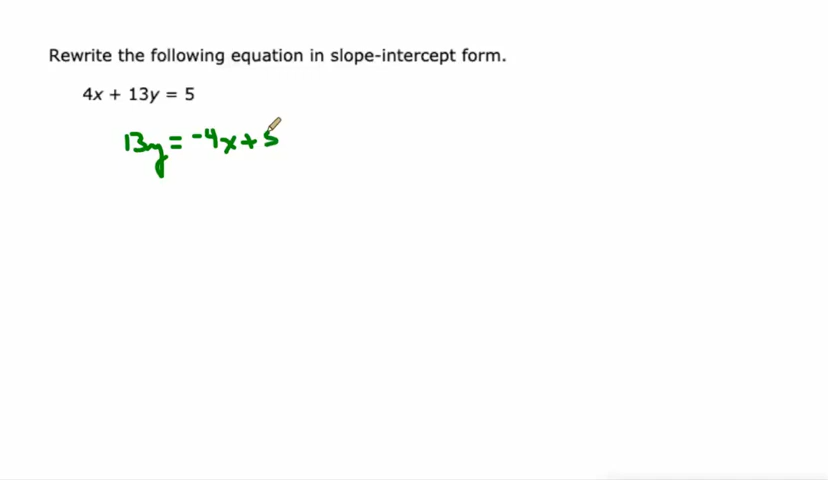 Rewrite the following equation in slope-intercept form.
4x + 13y = 5
13y = -4x + 5